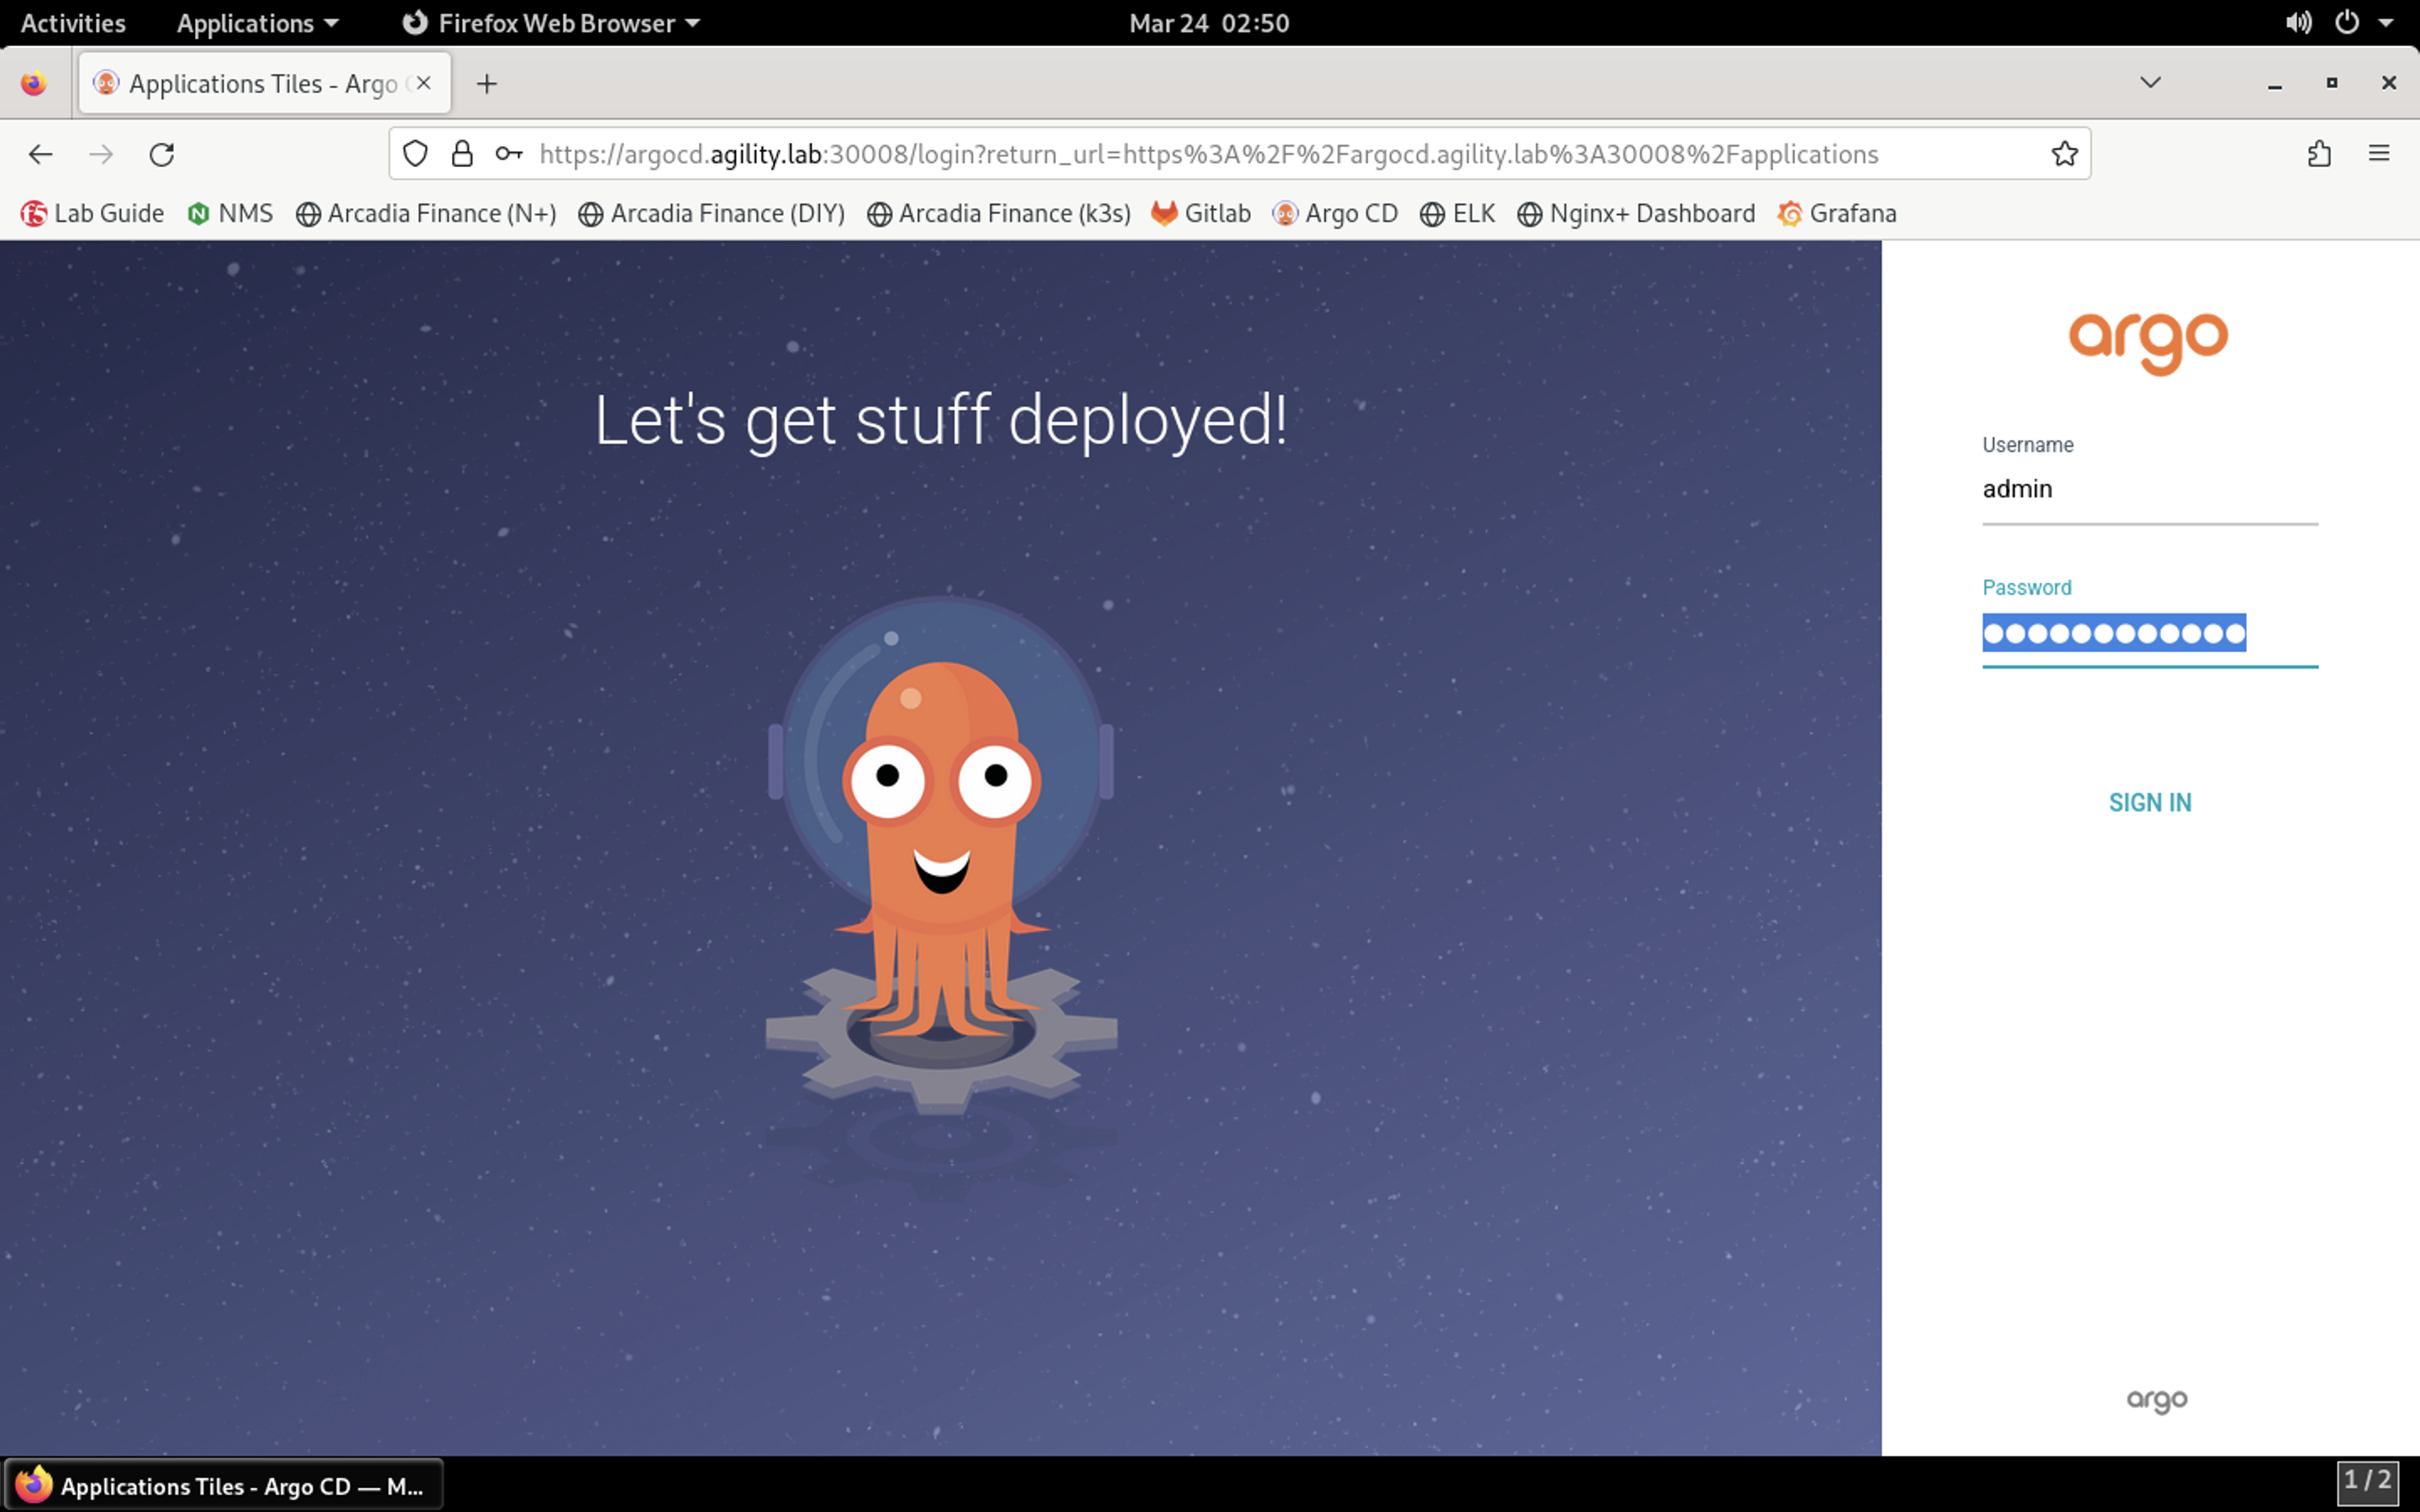 Activities Applications Firefox Web Browser Mar 24 02:50
Applications Tiles - Argo
https://argocd.agility.lab:30008/login?return_url=https%3A%2F%2Fargocd.agility.lab%3A30008%2Fapplications
Lab Guide NMS Arcadia Finance (N+) Arcadia Finance (DIY) Arcadia Finance (k3s) Gitlab Argo CD ELK Nginx+ Dashboard Grafana
Let's get stuff deployed!
argo
Username
admin
Password
●●●●●●●●●●●●
SIGN IN
argo
Applications Tiles - Argo CD — M...
1 / 2